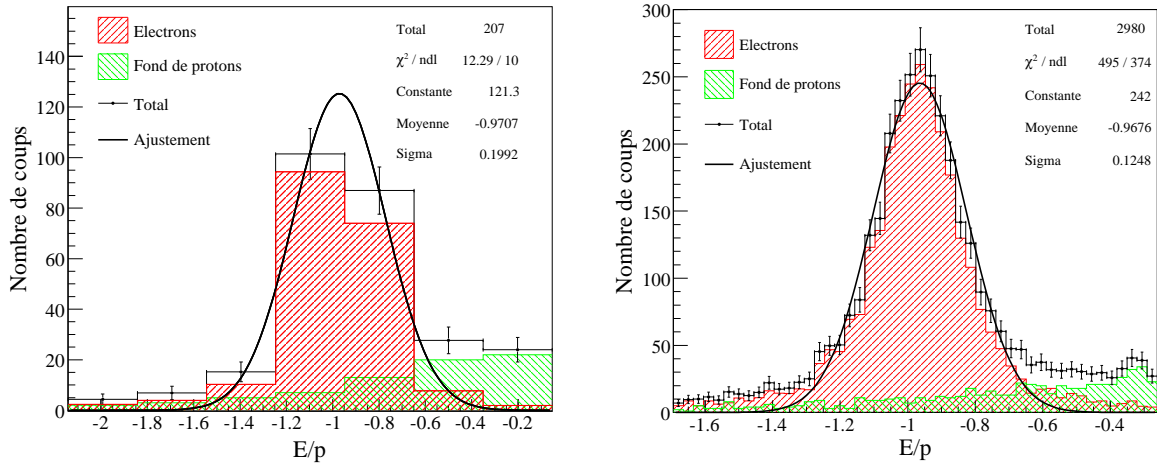 Nombre de coups
140
120
100
80
60
40
20
0
Electrons
Fond de protons
Total
Ajustement
Total 207
χ² / ndl 12.29 / 10
Constante 121.3
Moyenne -0.9707
Sigma 0.1992
-2 -1.8 -1.6 -1.4 -1.2 -1 -0.8 -0.6 -0.4 -0.2
E/p
Nombre de coups
300
250
200
150
100
50
0
Electrons
Fond de protons
Total
Ajustement
Total 2980
χ² / ndl 495 / 374
Constante 242
Moyenne -0.9676
Sigma 0.1248
-1.6 -1.4 -1.2 -1 -0.8 -0.6 -0.4
E/p